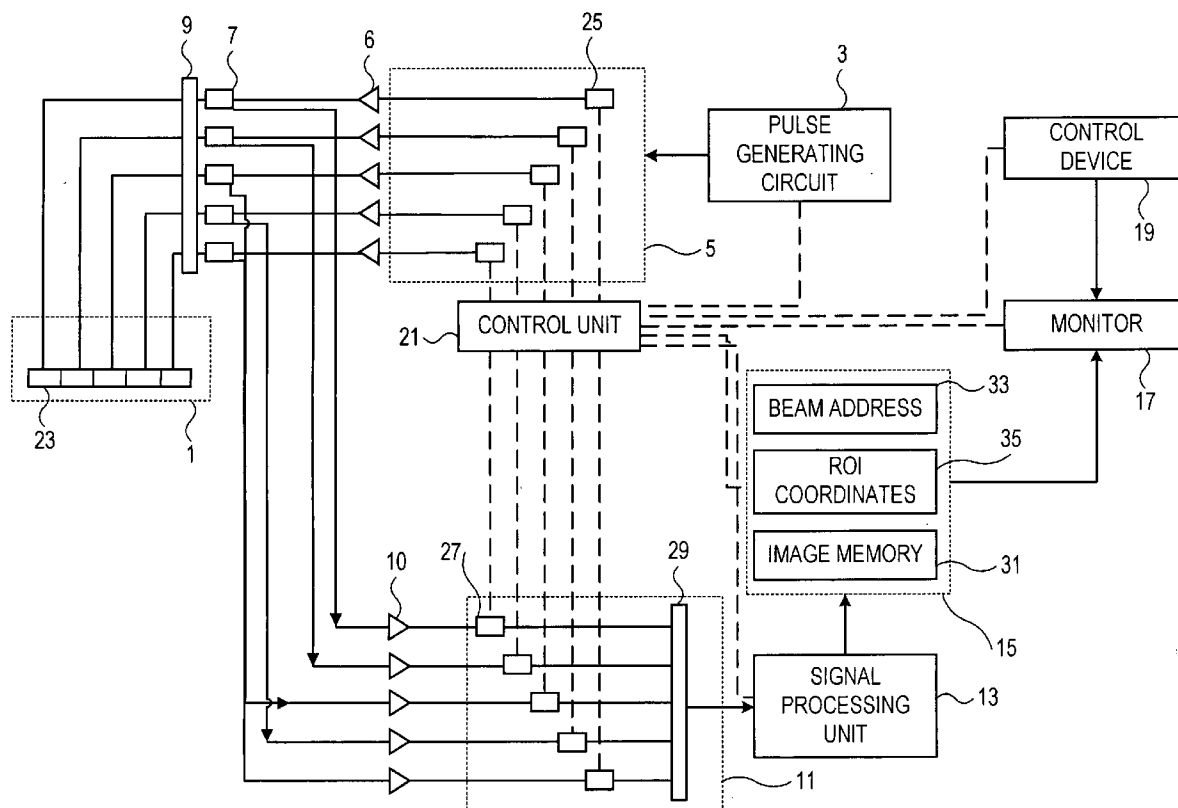 9
7
6
25
3
PULSE
GENERATING
CIRCUIT
CONTROL
DEVICE
19
5
21
CONTROL UNIT
MONITOR
17
23
1
33
BEAM ADDRESS
35
ROI
COORDINATES
IMAGE MEMORY
31
15
10
27
29
SIGNAL
PROCESSING
UNIT
13
11